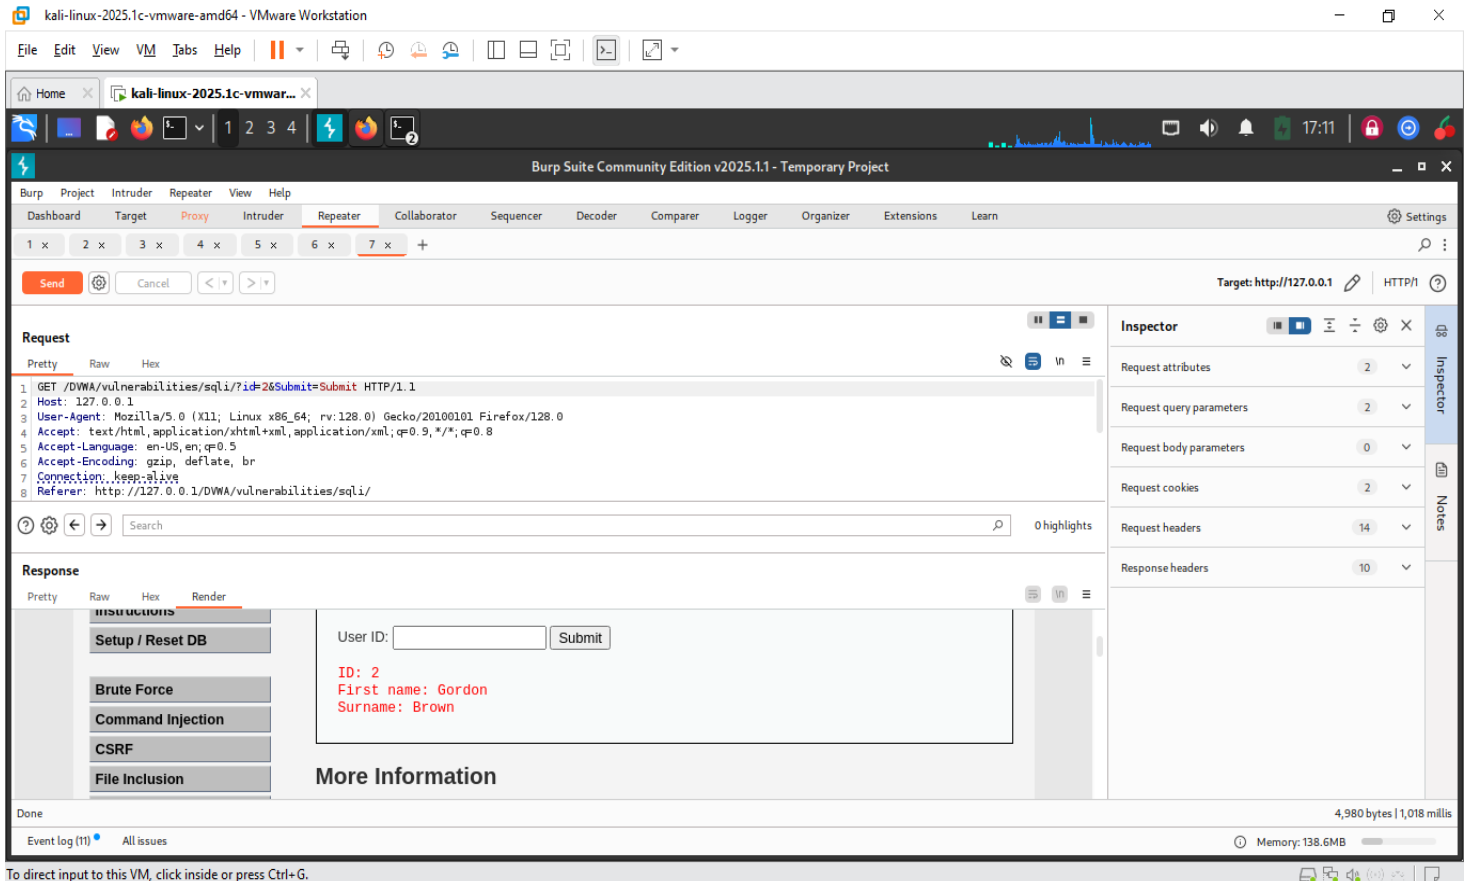 kali-linux-2025.1c-vmware-amd64 - VMware Workstation
File Edit View VM Tabs Help
Home kali-linux-2025.1c-vmwar...
1 2 3 4 2 17:11
Burp Suite Community Edition v2025.1.1 - Temporary Project
Burp Project Intruder Repeater View Help
Dashboard Target Proxy Intruder Repeater Collaborator Sequencer Decoder Comparer Logger Organizer Extensions Learn Settings
1 x 2 x 3 x 4 x 5 x 6 x 7 x +
Send Cancel < > Target: http://127.0.0.1 HTTP/1 ?
Request
Inspector
Pretty Raw Hex \n
1 GET /DVWA/vulnerabilities/sqli/?id=2&Submit=Submit HTTP/1.1
2 Host: 127.0.0.1
3 User-Agent: Mozilla/5.0 (X11; Linux x86_64; rv:128.0) Gecko/20100101 Firefox/128.0
4 Accept: text/html,application/xhtml+xml,application/xml;q=0.9,*/*;q=0.8
5 Accept-Language: en-US,en;q=0.5
6 Accept-Encoding: gzip, deflate, br
7 Connection: keep-alive
8 Referer: http://127.0.0.1/DVWA/vulnerabilities/sqli/
Search 0 highlights
Request attributes 2
Request query parameters 2
Request body parameters 0
Request cookies 2
Request headers 14
Response headers 10
Inspector
Notes
Response
Pretty Raw Hex Render \n
Instructions
Setup / Reset DB
Brute Force
Command Injection
CSRF
File Inclusion
User ID: Submit
ID: 2
First name: Gordon
Surname: Brown
More Information
Done 4,980 bytes | 1,018 millis
Event log (11) All issues Memory: 138.6MB
To direct input to this VM, click inside or press Ctrl+G.